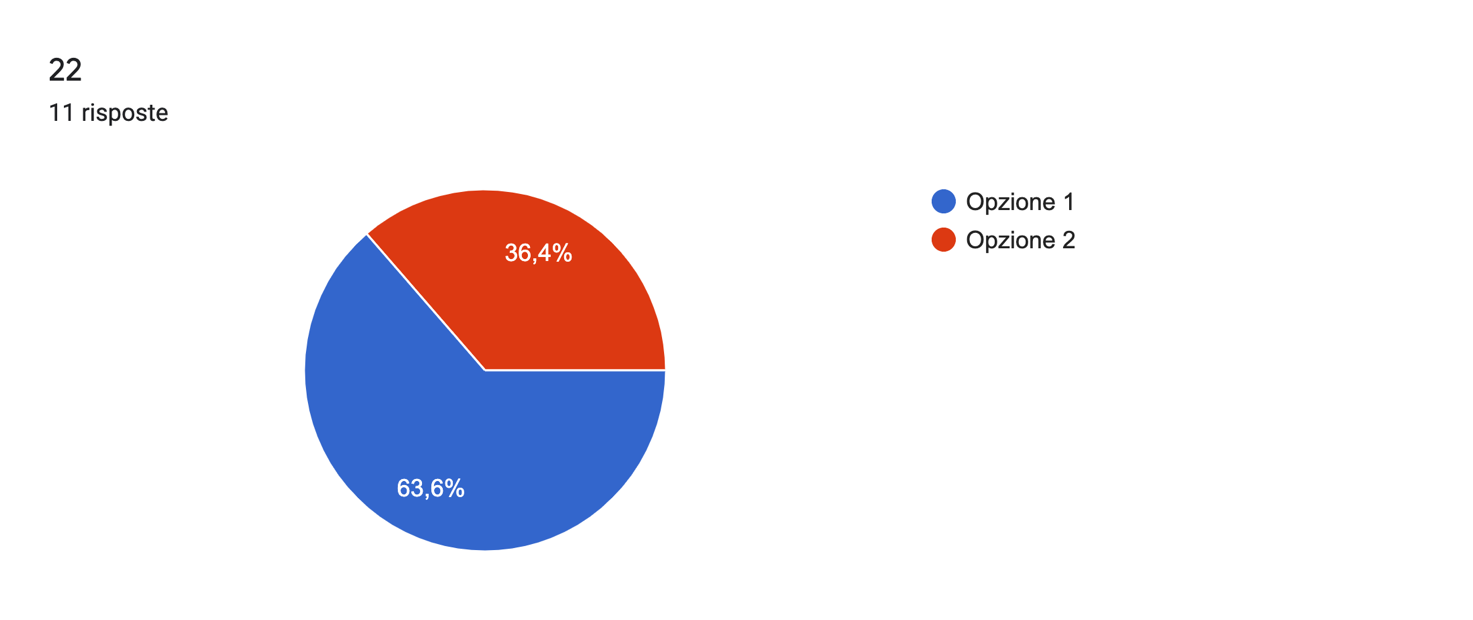 22
11 risposte
Opzione 1
Opzione 2
36,4%
63,6%